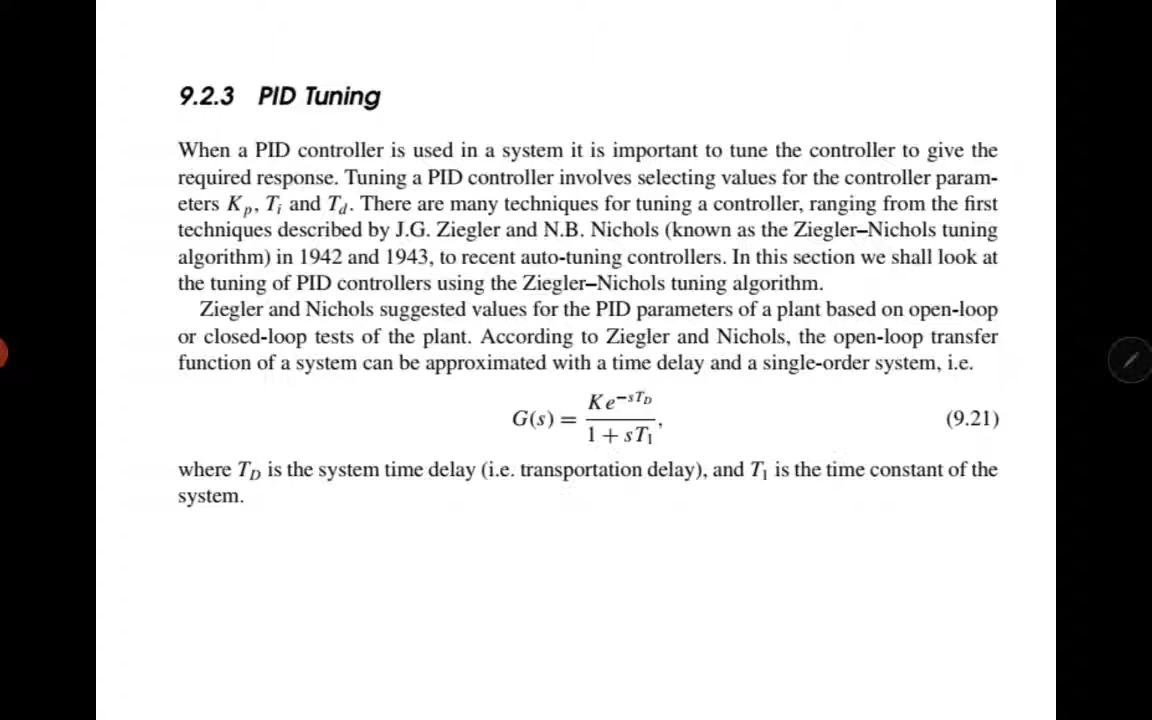 9.2.3 PID Tuning
When a PID controller is used in a system it is important to tune the controller to give the
required response. Tuning a PID controller involves selecting values for the controller param-
eters Kp, Ti and Td. There are many techniques for tuning a controller, ranging from the first
techniques described by J.G. Ziegler and N.B. Nichols (known as the Ziegler–Nichols tuning
algorithm) in 1942 and 1943, to recent auto-tuning controllers. In this section we shall look at
the tuning of PID controllers using the Ziegler–Nichols tuning algorithm.
Ziegler and Nichols suggested values for the PID parameters of a plant based on open-loop
or closed-loop tests of the plant. According to Ziegler and Nichols, the open-loop transfer
function of a system can be approximated with a time delay and a single-order system, i.e.
G(s) = Ke^−sTD / 1 + sT1, (9.21)
where TD is the system time delay (i.e. transportation delay), and T1 is the time constant of the
system.